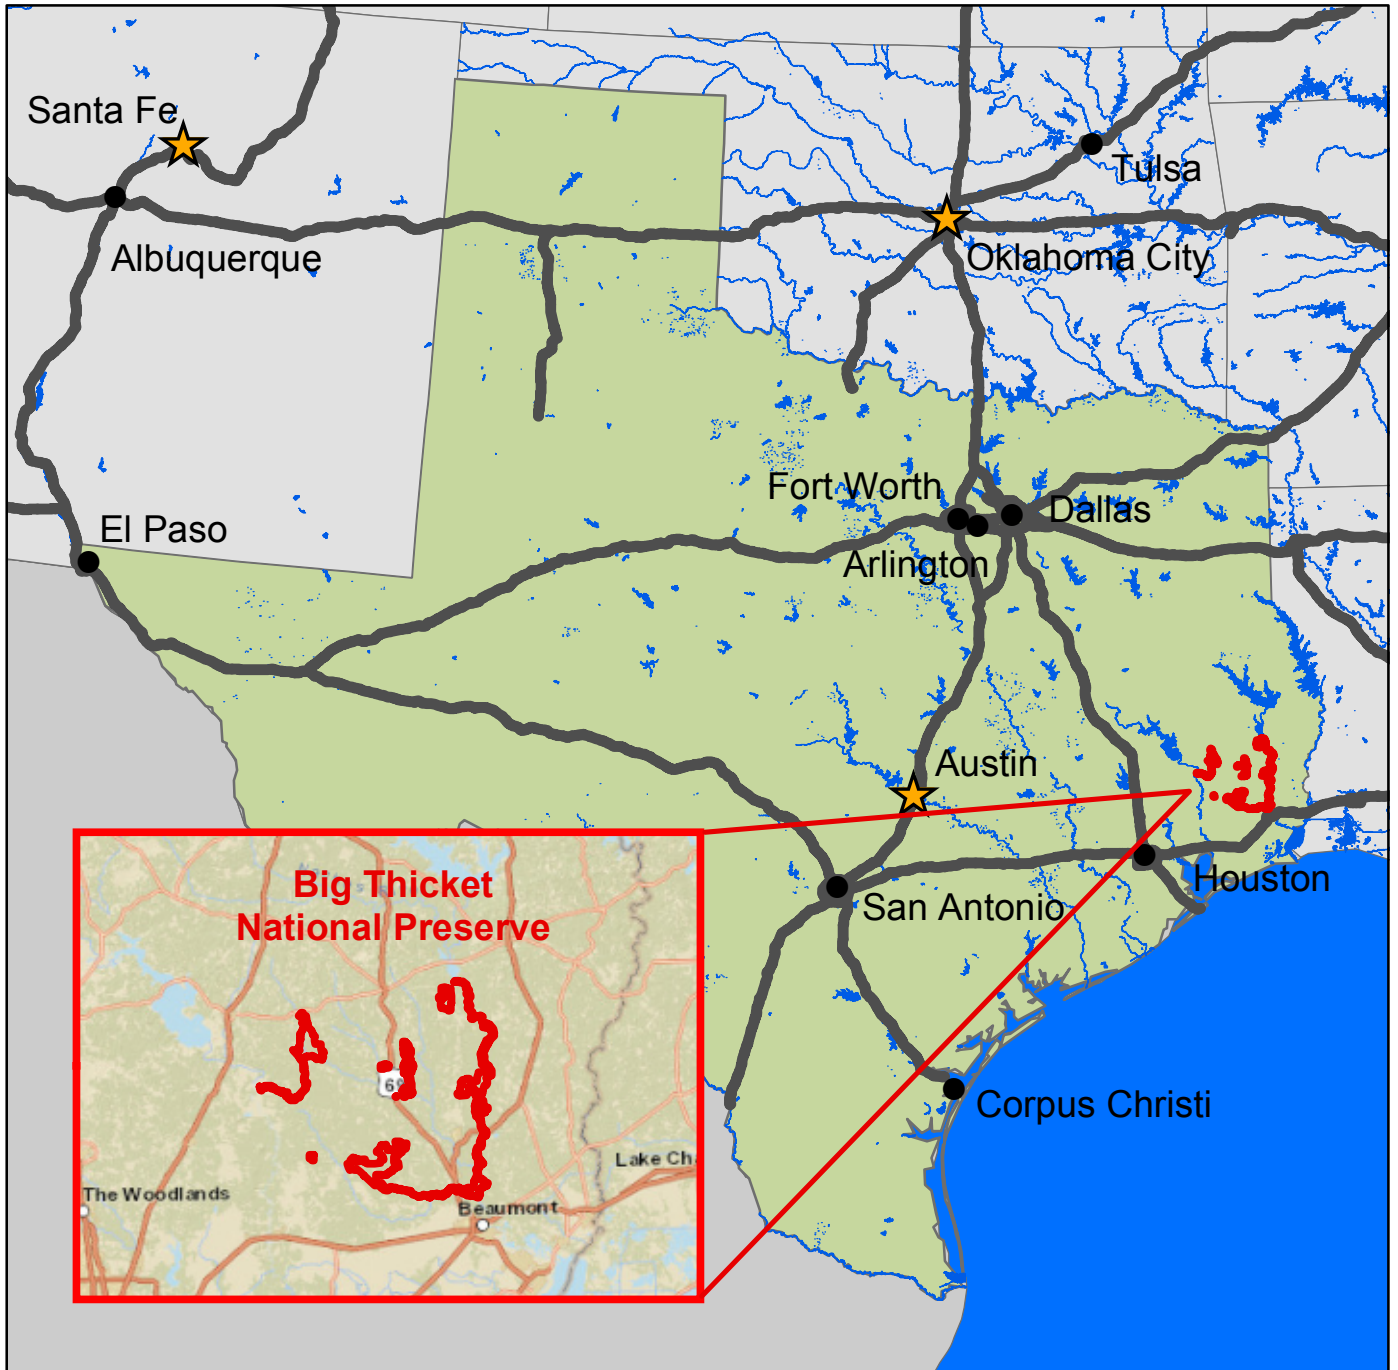 Santa Fe
Tulsa
Albuquerque
Oklahoma City
Fort Worth
Dallas
El Paso
Arlington
Austin
Big Thicket
National Preserve
Houston
San Antonio
69
Corpus Christi
Lake Ch
The Woodlands
Beaumont